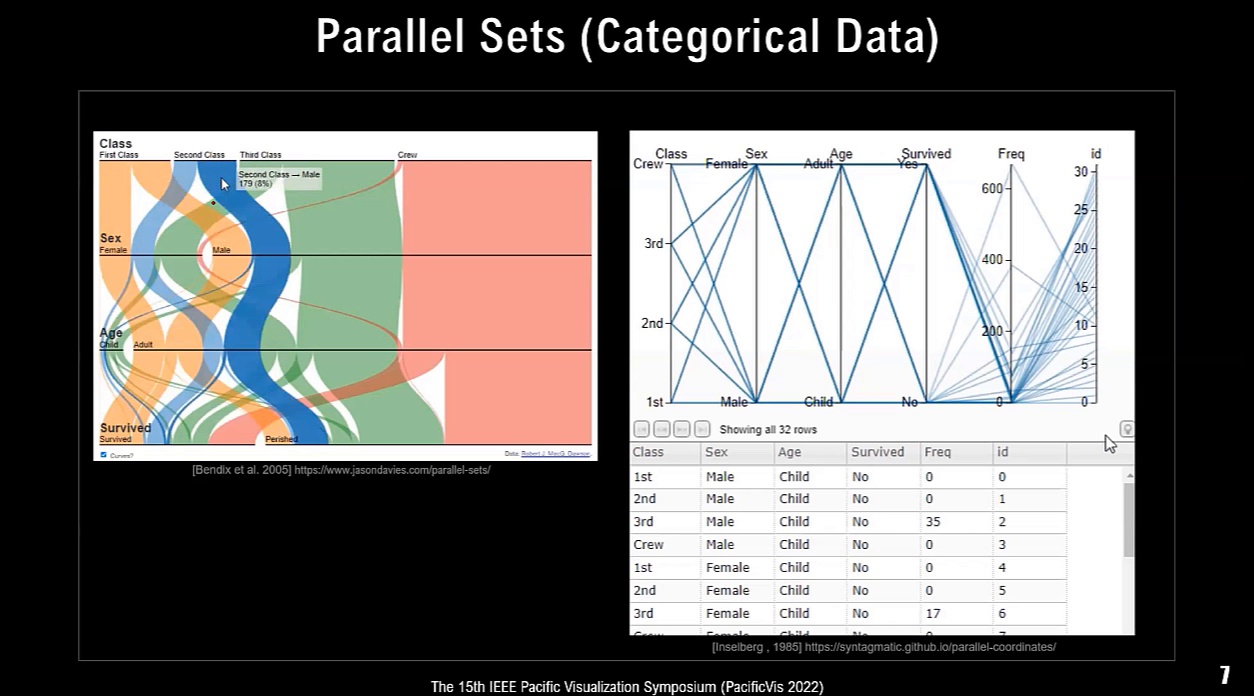 Parallel Sets (Categorical Data)
Class
First Class Second Class Third Class Crew
Second Class → Male
179 (8%)
Sex
Female Male
Age
Child Adult
Survived
Survived Perished
Curves?
Data: Robert J. MacG. Dawson.
[Bendix et al. 2005] https://www.jasondavies.com/parallel-sets/
Class Sex Age Survived Freq id
Crew Female Adult Yes
30
600
25
3rd
20
400
15
2nd
200
10
5
1st Male Child No 0 0
Showing all 32 rows
Class Sex Age Survived Freq id
1st Male Child No 0 0
2nd Male Child No 0 1
3rd Male Child No 35 2
Crew Male Child No 0 3
1st Female Child No 0 4
2nd Female Child No 0 5
3rd Female Child No 17 6
Crew Female Child No 0 7
[Inselberg , 1985] https://syntagmatic.github.io/parallel-coordinates/
The 15th IEEE Pacific Visualization Symposium (PacificVis 2022)
7